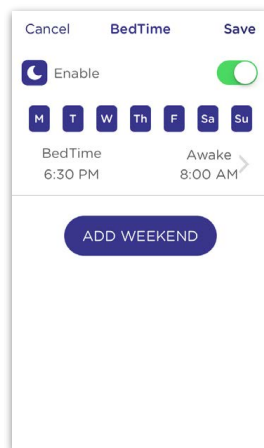 Cancel BedTime Save
Enable
M T W Th F Sa Su
BedTime Awake
6:30 PM 8:00 AM
ADD WEEKEND